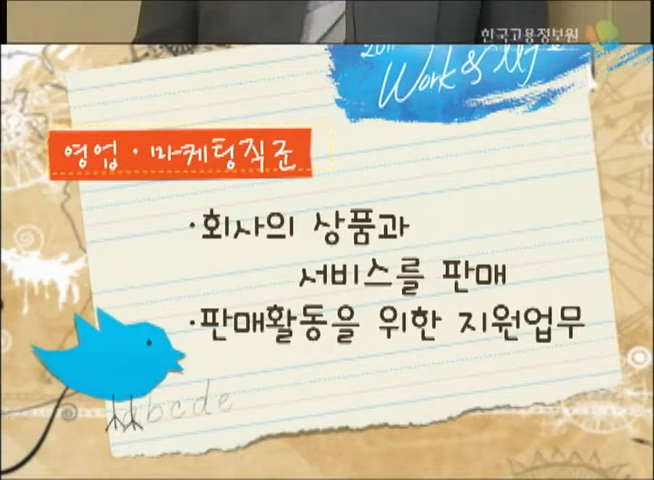 한국고용정보원
Work &
영업·마케팅직군
·회사의 상품과
서비스를 판매
·판매활동을 위한 지원업무
abcde